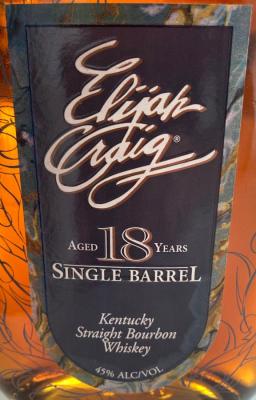 Elijah
Craig®
AGED 18 YEARS
SINGLE BARREL
Kentucky
Straight Bourbon
Whiskey
45% ALC/VOL